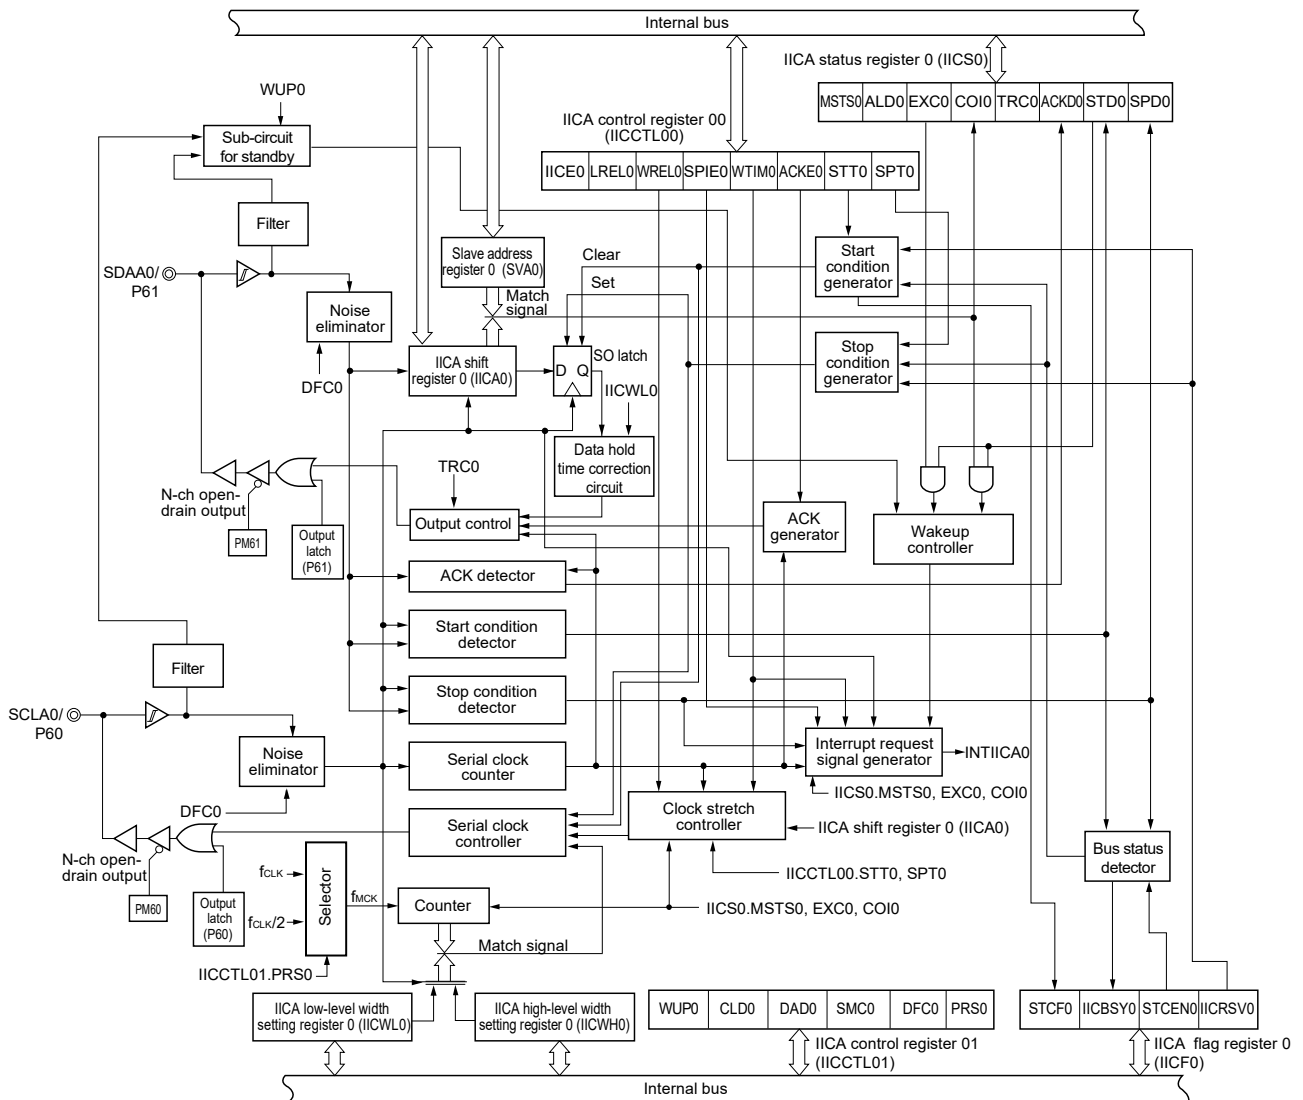 Internal bus
IICA status register 0 (IICS0)
MSTS0 ALD0 EXC0 COI0 TRC0 ACKD0 STD0 SPD0
WUP0
Sub-circuit
for standby
IICA control register 00
(IICCTL00)
IICE0 LREL0 WREL0 SPIE0 WTIM0 ACKE0 STT0 SPT0
Filter
SDAA0/
P61
Slave address
register 0 (SVA0)
Clear
Set
Match
signal
Start
condition
generator
Noise
eliminator
DFC0
IICA shift
register 0 (IICA0)
D Q
SO latch
IICWL0
Stop
condition
generator
Data hold
time correction
circuit
TRC0
N-ch open-
drain output
PM61
Output
latch
(P61)
Output control
ACK
generator
Wakeup
controller
ACK detector
Start condition
detector
Filter
Stop condition
detector
SCLA0/
P60
Noise
eliminator
DFC0
Serial clock
counter
Interrupt request
signal generator
INTIICA0
IICS0.MSTS0, EXC0, COI0
Serial clock
controller
Clock stretch
controller
IICA shift register 0 (IICA0)
Bus status
detector
N-ch open-
drain output
PM60
Output
latch
(P60)
fCLK
fCLK/2
Selector
fMCK
Counter
IICCTL00.STT0, SPT0
IICS0.MSTS0, EXC0, COI0
Match signal
IICCTL01.PRS0
IICA low-level width
setting register 0 (IICWL0)
IICA high-level width
setting register 0 (IICWH0)
WUP0 CLD0 DAD0 SMC0 DFC0 PRS0
IICA control register 01
(IICCTL01)
STCF0 IICBSY0 STCEN0 IICRSV0
IICA flag register 0
(IICF0)
Internal bus